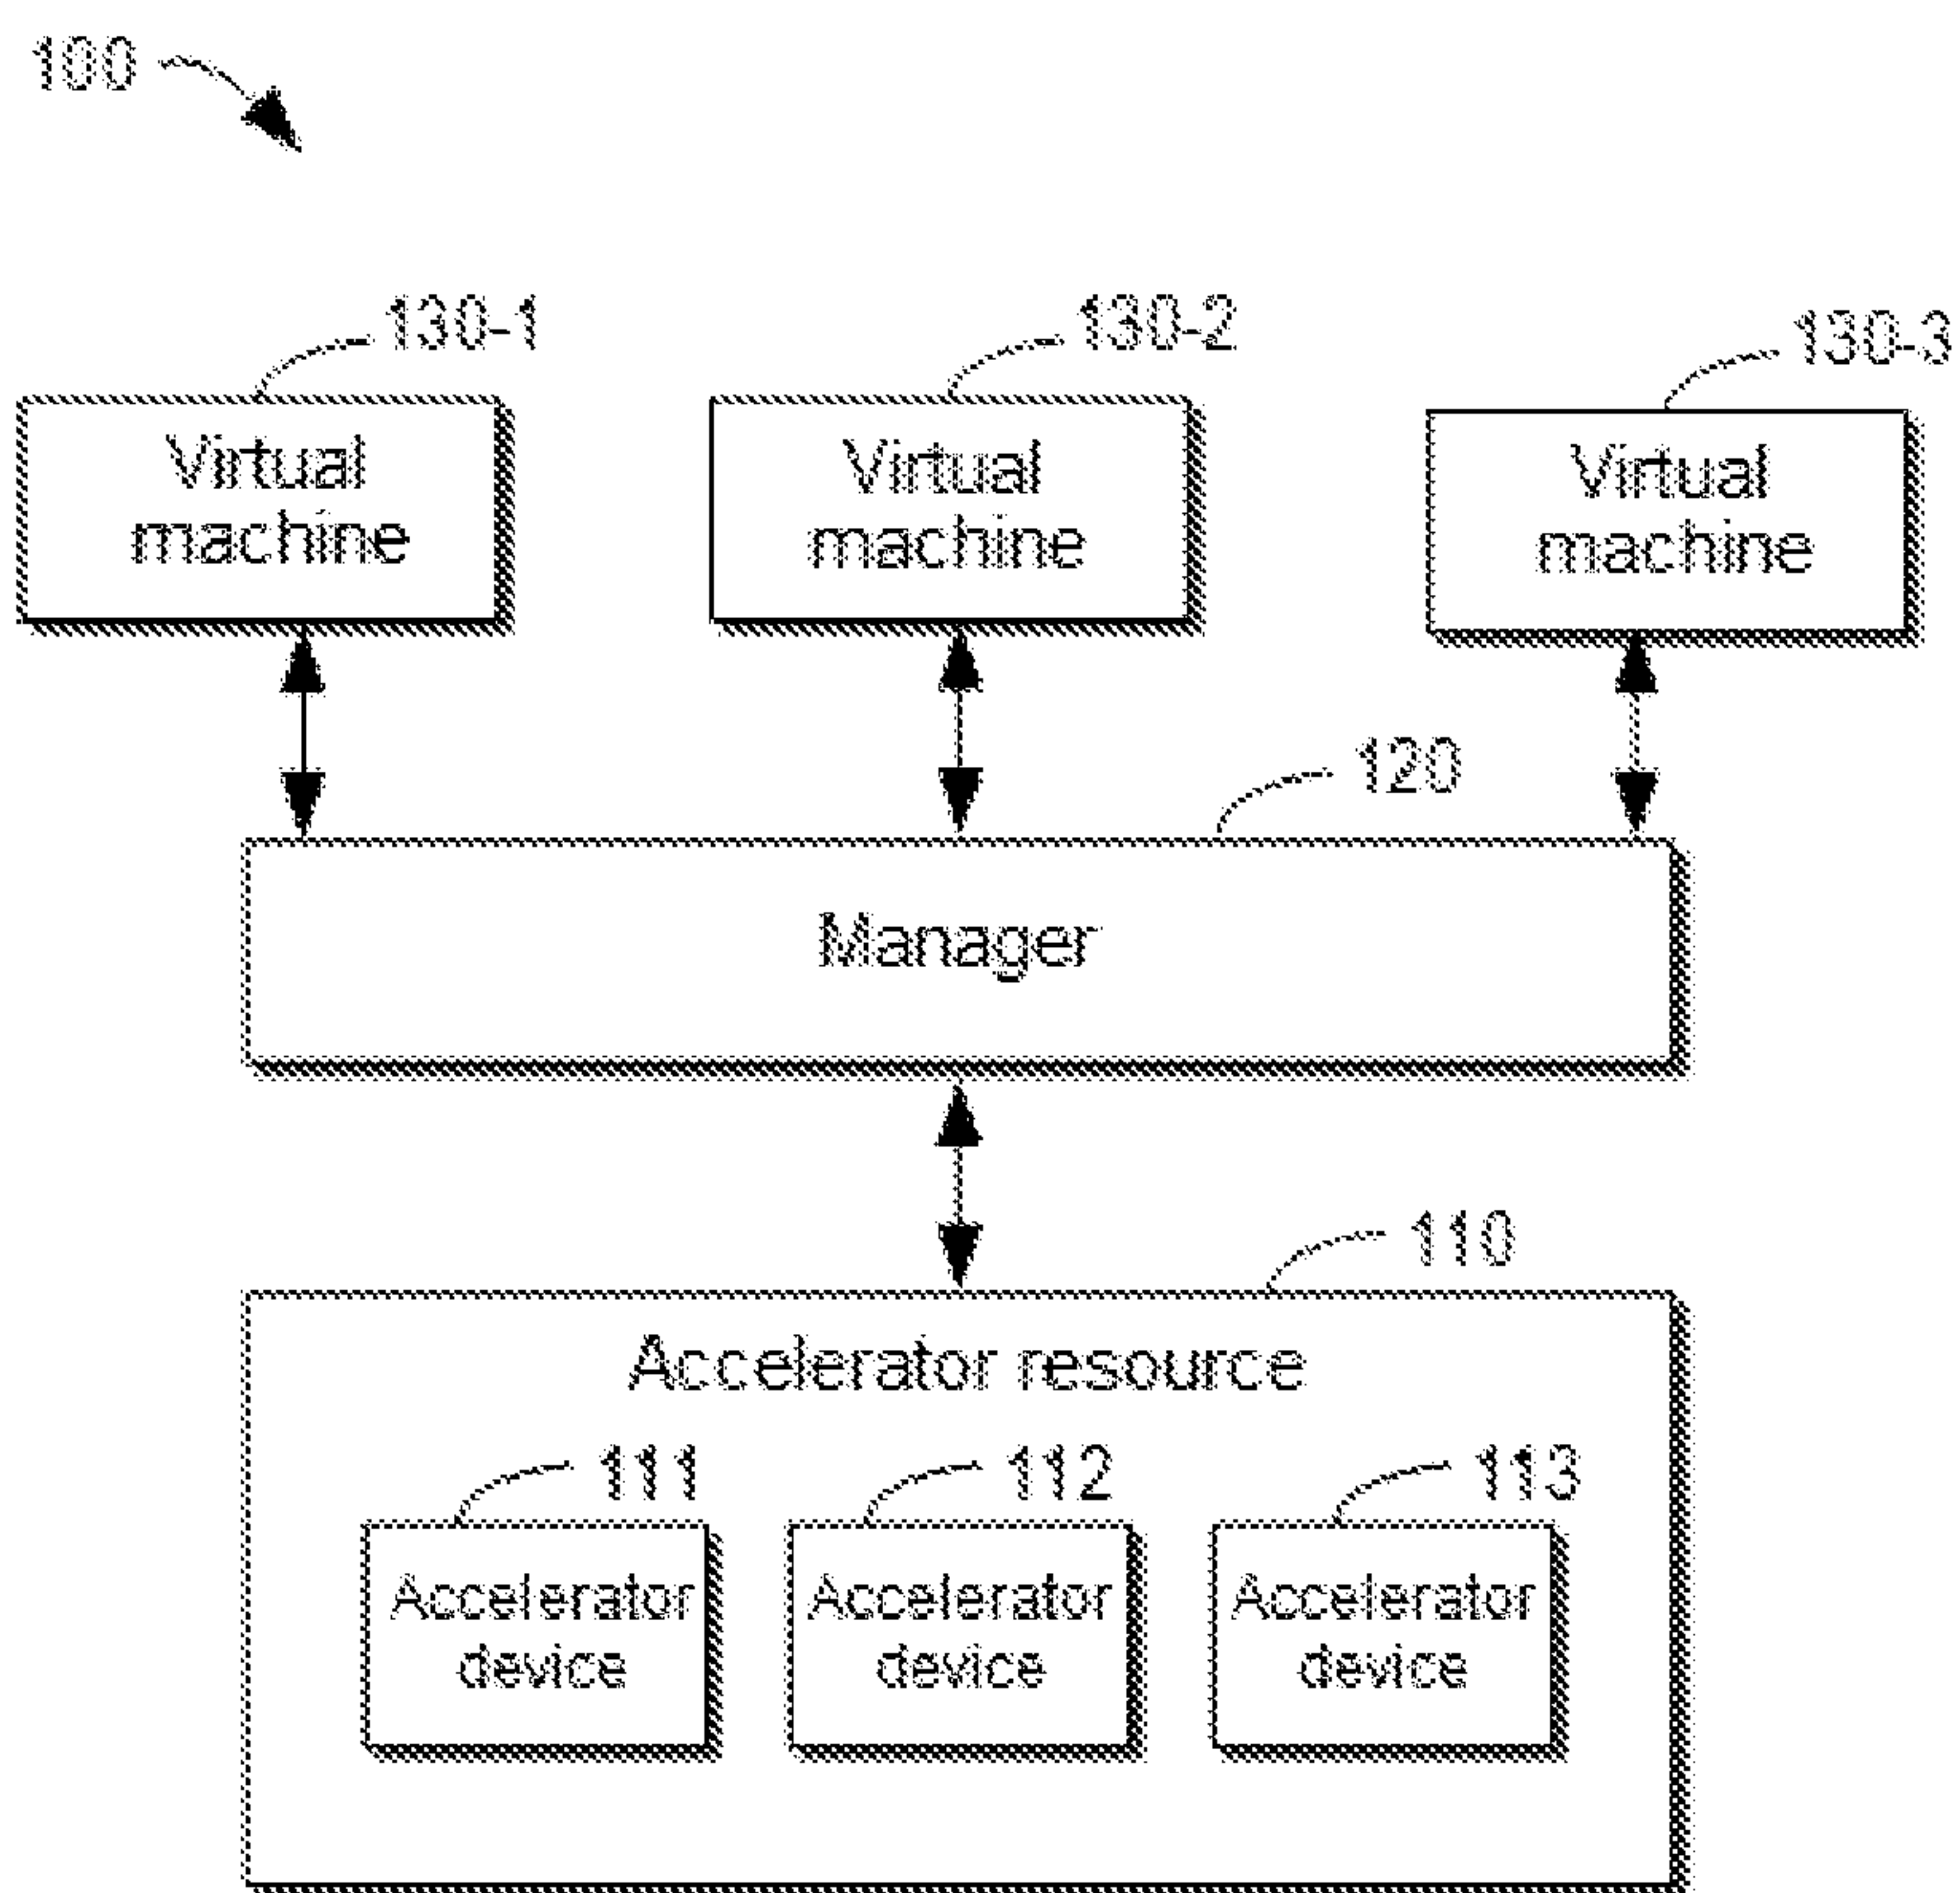 100
130-1
130-2
130-3
Virtual
machine
Virtual
machine
Virtual
machine
120
Manager
110
Accelerator resource
111
112
113
Accelerator
device
Accelerator
device
Accelerator
device